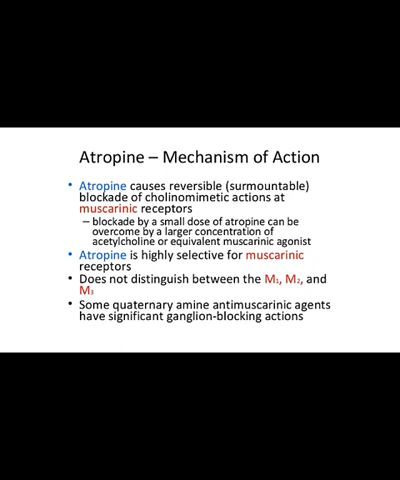 Atropine – Mechanism of Action
• Atropine causes reversible (surmountable)
blockade of cholinomimetic actions at
muscarinic receptors
– blockade by a small dose of atropine can be
overcome by a larger concentration of
acetylcholine or equivalent muscarinic agonist
• Atropine is highly selective for muscarinic
receptors
• Does not distinguish between the M₁, M₂, and
M₃
• Some quaternary amine antimuscarinic agents
have significant ganglion-blocking actions